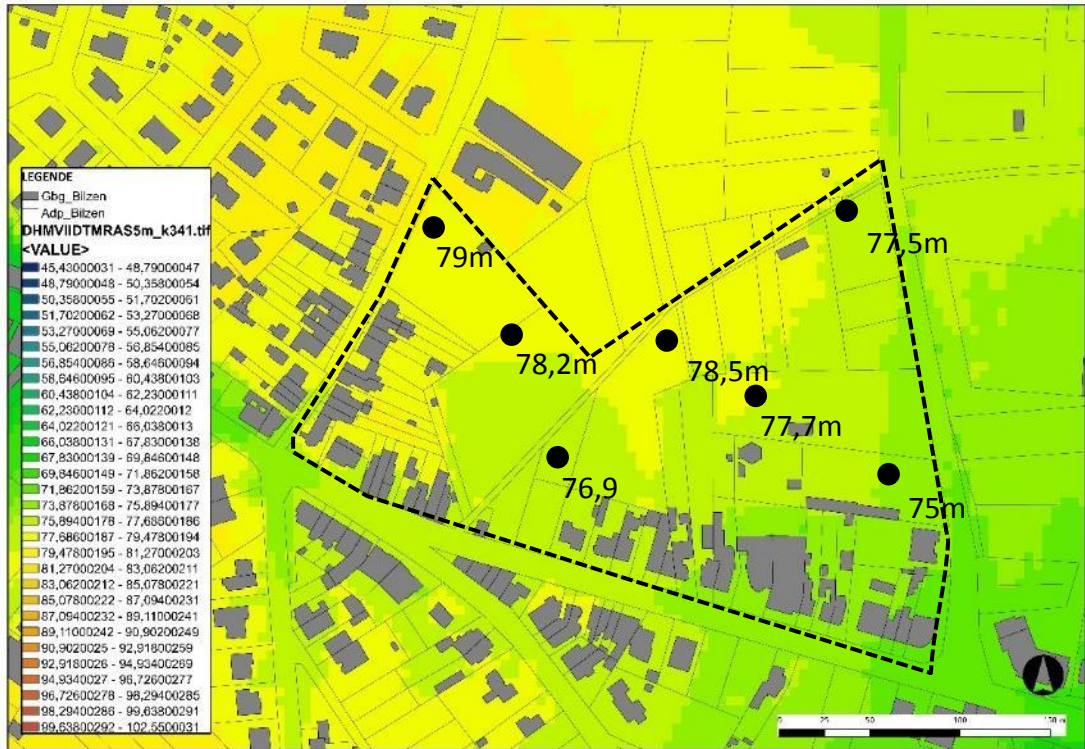 LEGENDE
Gbg_Bilzen
Adp_Bilzen
DHMVIIDTMRAS5m_k341.tif
<VALUE>
45,43000031 - 48,79000047
48,79000048 - 50,35800054
50,35800055 - 51,70200061
51,70200062 - 53,27000068
53,27000069 - 55,06200077
55,06200078 - 56,85400085
56,85400086 - 58,64600094
58,64600095 - 60,43800103
60,43800104 - 62,23000111
62,23000112 - 64,0220012
64,02200121 - 66,0380013
66,03800131 - 67,83000138
67,83000139 - 69,84600148
69,84600149 - 71,86200158
71,86200159 - 73,87800167
73,87800168 - 75,89400177
75,89400178 - 77,68600186
77,68600187 - 79,47800194
79,47800195 - 81,27000203
81,27000204 - 83,06200211
83,06200212 - 85,07800221
85,07800222 - 87,09400231
87,09400232 - 89,11000241
89,11000242 - 90,90200249
90,9020025 - 92,91800259
92,9180026 - 94,93400269
94,9340027 - 96,72600277
96,72600278 - 98,29400285
98,29400286 - 99,63800291
99,63800292 - 102,5500031
79m
77,5m
78,2m
78,5m
77,7m
76,9
75m
0 25 50 100 150 m